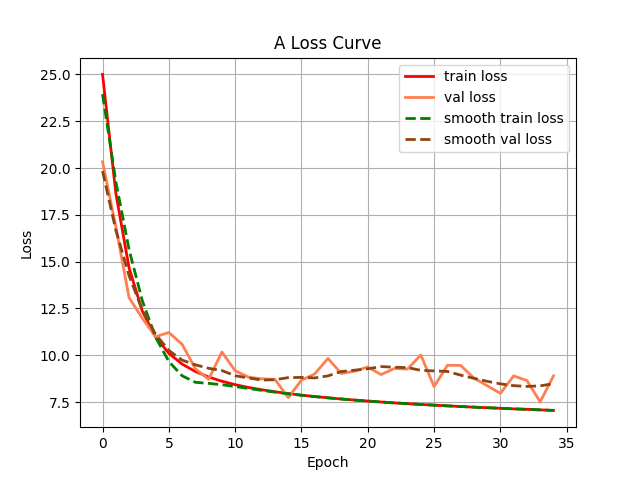 A Loss Curve
train loss
val loss
smooth train loss
smooth val loss
Loss
25.0
22.5
20.0
17.5
15.0
12.5
10.0
7.5
0 5 10 15 20 25 30 35
Epoch